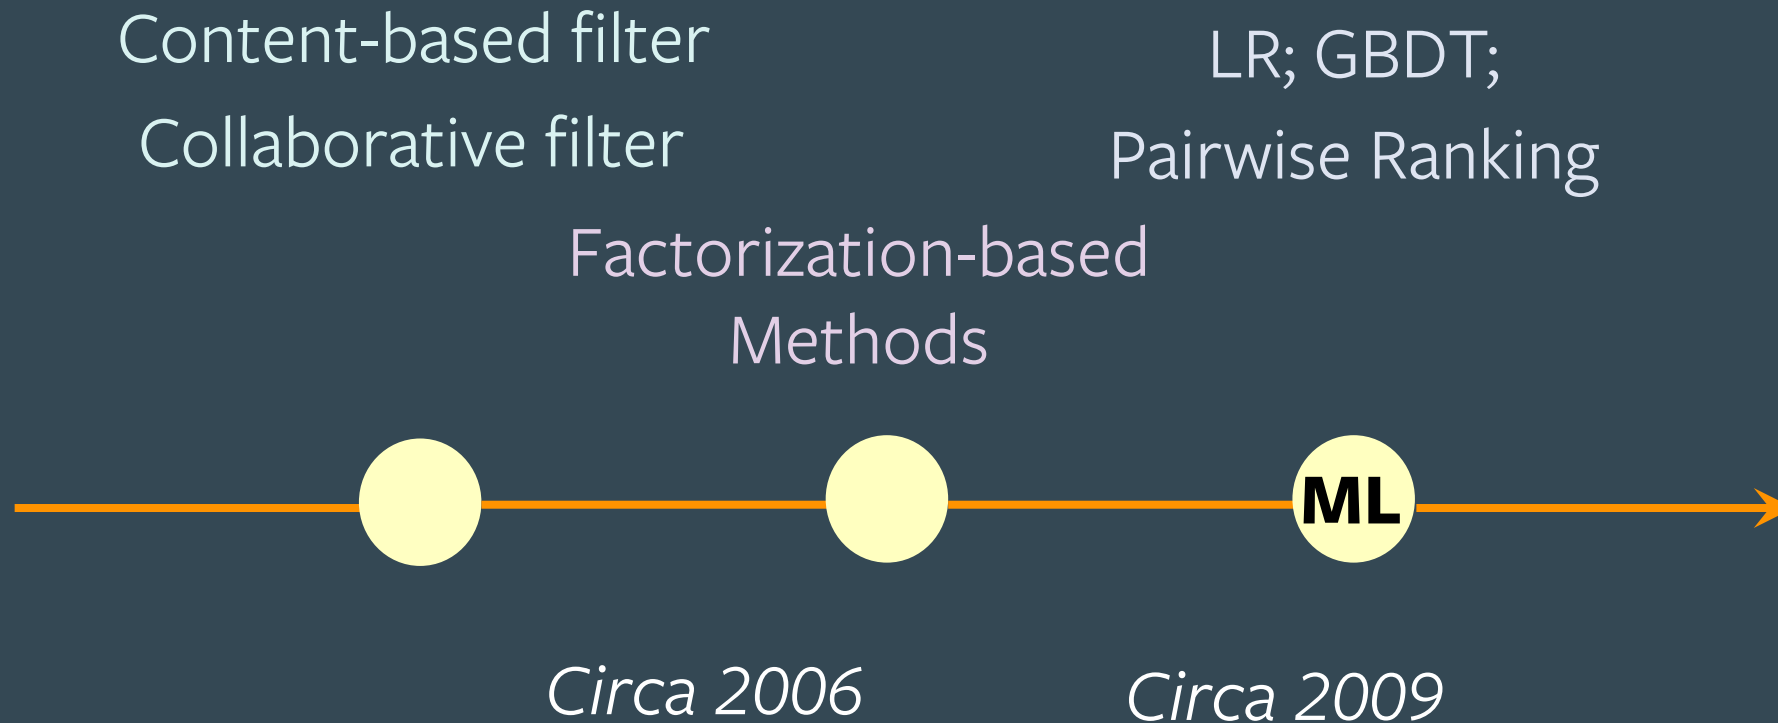 Content-based filter
Collaborative filter
LR; GBDT;
Pairwise Ranking
Factorization-based
Methods
ML
Circa 2006
Circa 2009